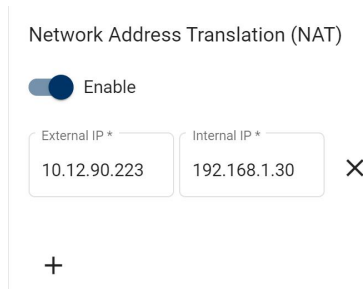 Network Address Translation (NAT)
Enable
External IP * Internal IP *
10.12.90.223 192.168.1.30